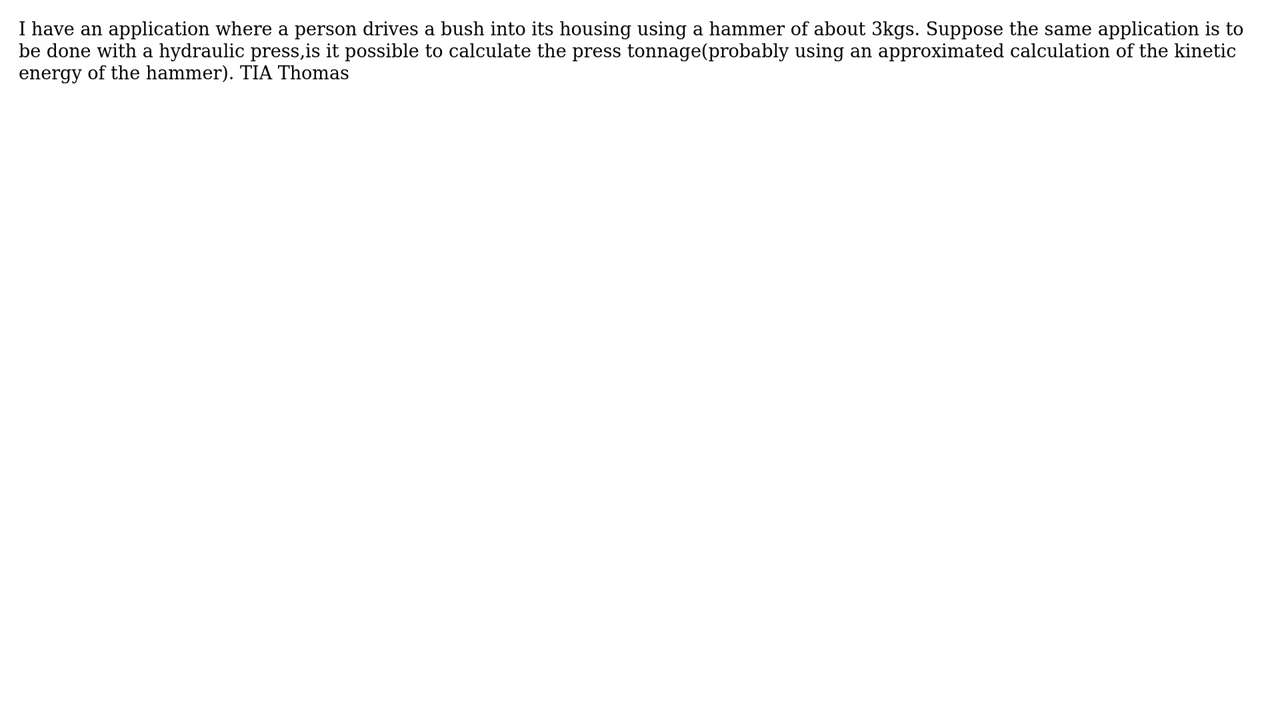 I have an application where a person drives a bush into its housing using a hammer of about 3kgs. Suppose the same application is to
be done with a hydraulic press,is it possible to calculate the press tonnage(probably using an approximated calculation of the kinetic
energy of the hammer). TIA Thomas